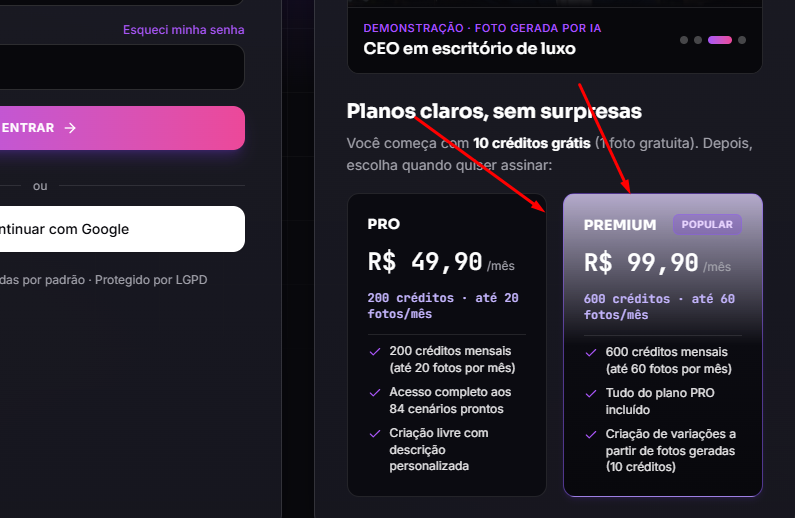 Esqueci minha senha
ENTRAR
ou
ntinuar com Google
das por padrão · Protegido por LGPD
DEMONSTRAÇÃO · FOTO GERADA POR IA
CEO em escritório de luxo
Planos claros, sem surpresas
Você começa com 10 créditos grátis (1 foto gratuita). Depois,
escolha quando quiser assinar:
PRO
R$ 49,90 /mês
200 créditos · até 20
fotos/mês
200 créditos mensais
(até 20 fotos por mês)
Acesso completo aos
84 cenários prontos
Criação livre com
descrição
personalizada
PREMIUM
POPULAR
R$ 99,90 /mês
600 créditos · até 60
fotos/mês
600 créditos mensais
(até 60 fotos por mês)
Tudo do plano PRO
incluído
Criação de variações a
partir de fotos geradas
(10 créditos)